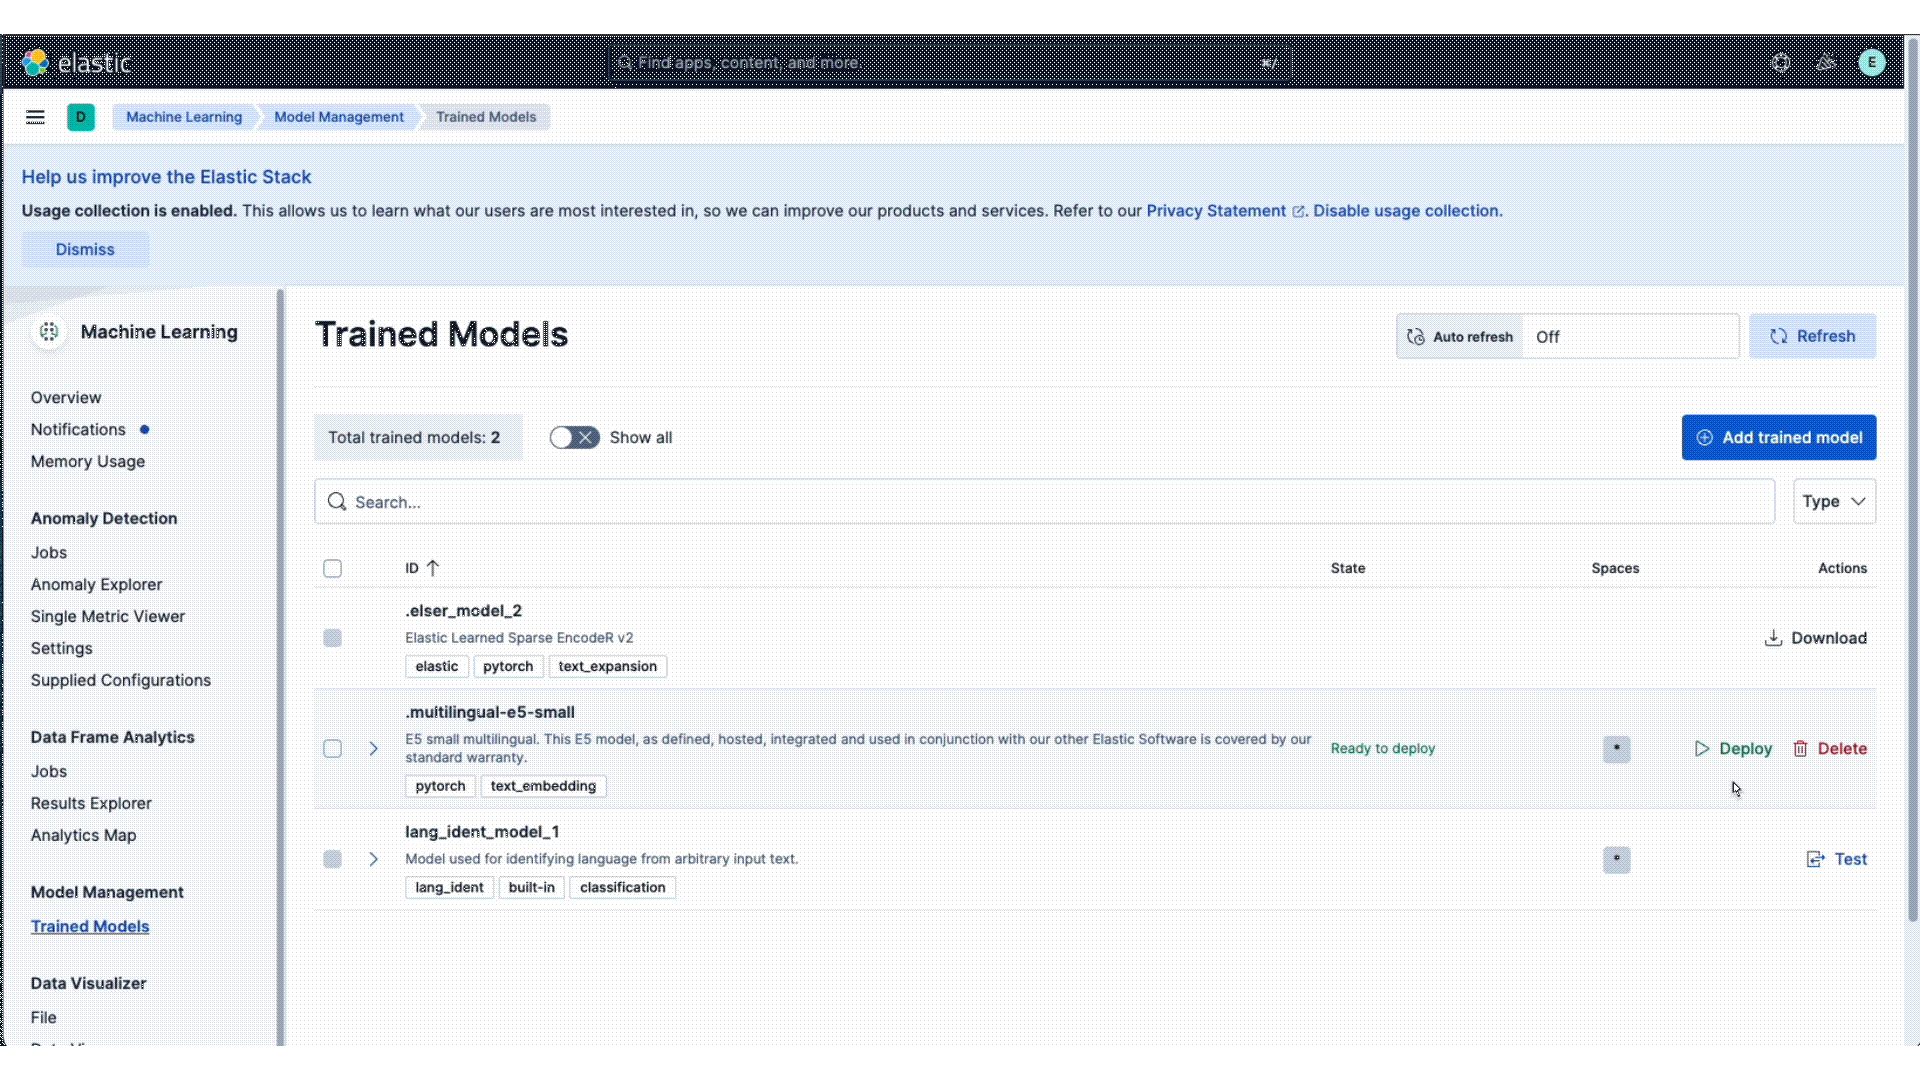 elastic
Find apps, content, and more.
⌘/
E
D
Machine Learning
Model Management
Trained Models
Help us improve the Elastic Stack
Usage collection is enabled. This allows us to learn what our users are most interested in, so we can improve our products and services. Refer to our Privacy Statement. Disable usage collection.
Dismiss
Machine Learning
Overview
Notifications
Memory Usage
Anomaly Detection
Jobs
Anomaly Explorer
Single Metric Viewer
Settings
Supplied Configurations
Data Frame Analytics
Jobs
Results Explorer
Analytics Map
Model Management
Trained Models
Data Visualizer
File
Trained Models
Auto refresh
Off
Refresh
Total trained models: 2
Show all
Add trained model
Search...
Type
ID
State
Spaces
Actions
.elser_model_2
Elastic Learned Sparse EncodeR v2
elastic
pytorch
text_expansion
Download
.multilingual-e5-small
E5 small multilingual. This E5 model, as defined, hosted, integrated and used in conjunction with our other Elastic Software is covered by our
standard warranty.
pytorch
text_embedding
Ready to deploy
*
Deploy
Delete
lang_ident_model_1
Model used for identifying language from arbitrary input text.
lang_ident
built-in
classification
*
Test